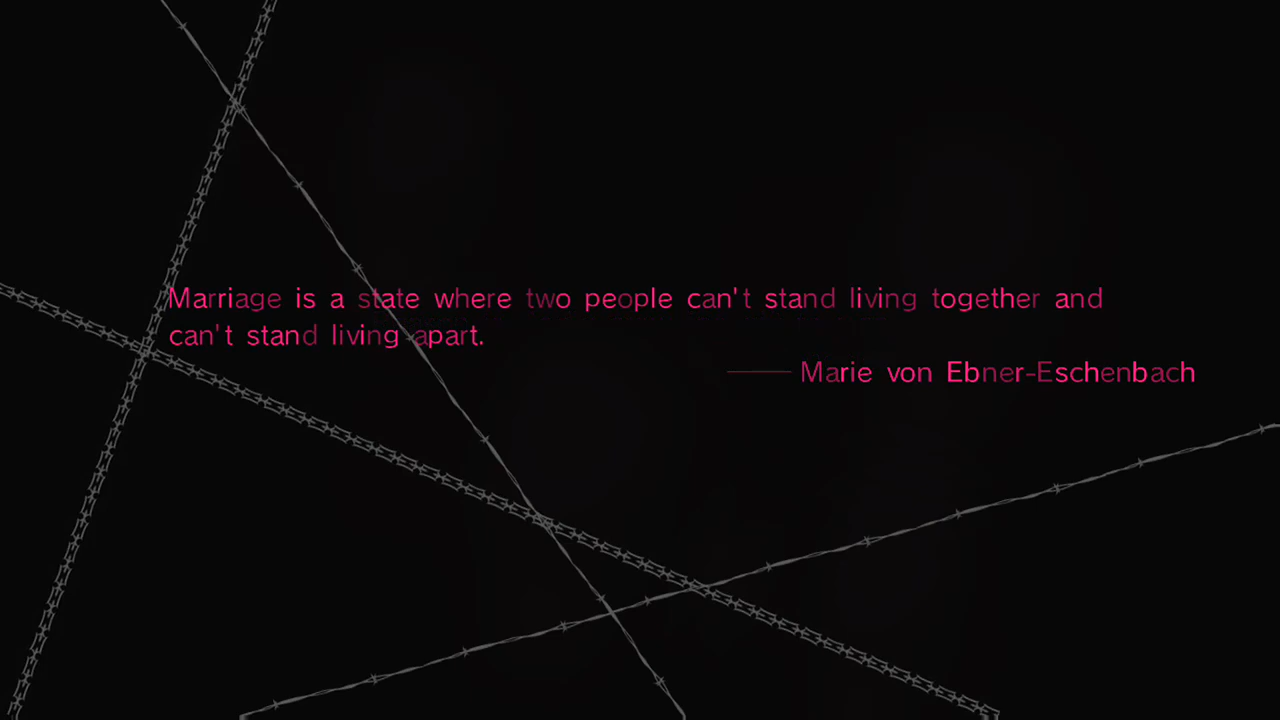 Marriage is a state where two people can't stand living together and
can't stand living apart.
—— Marie von Ebner-Eschenbach